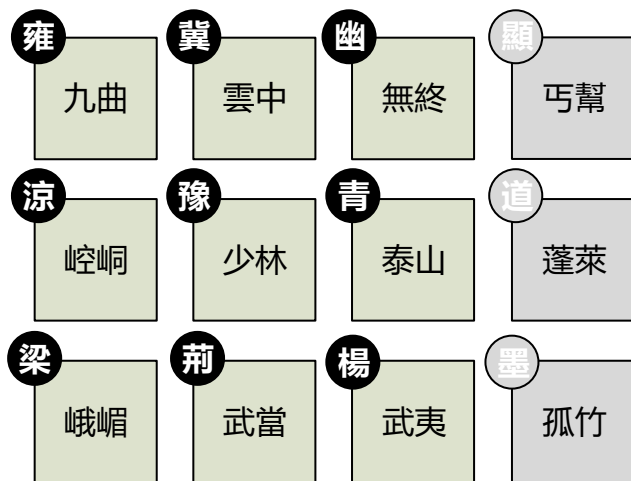 雍 冀 幽 顯
九曲 雲中 無終 丐幫
涼 豫 青 道
崆峒 少林 泰山 蓬萊
梁 荊 楊 墨
峨嵋 武當 武夷 孤竹